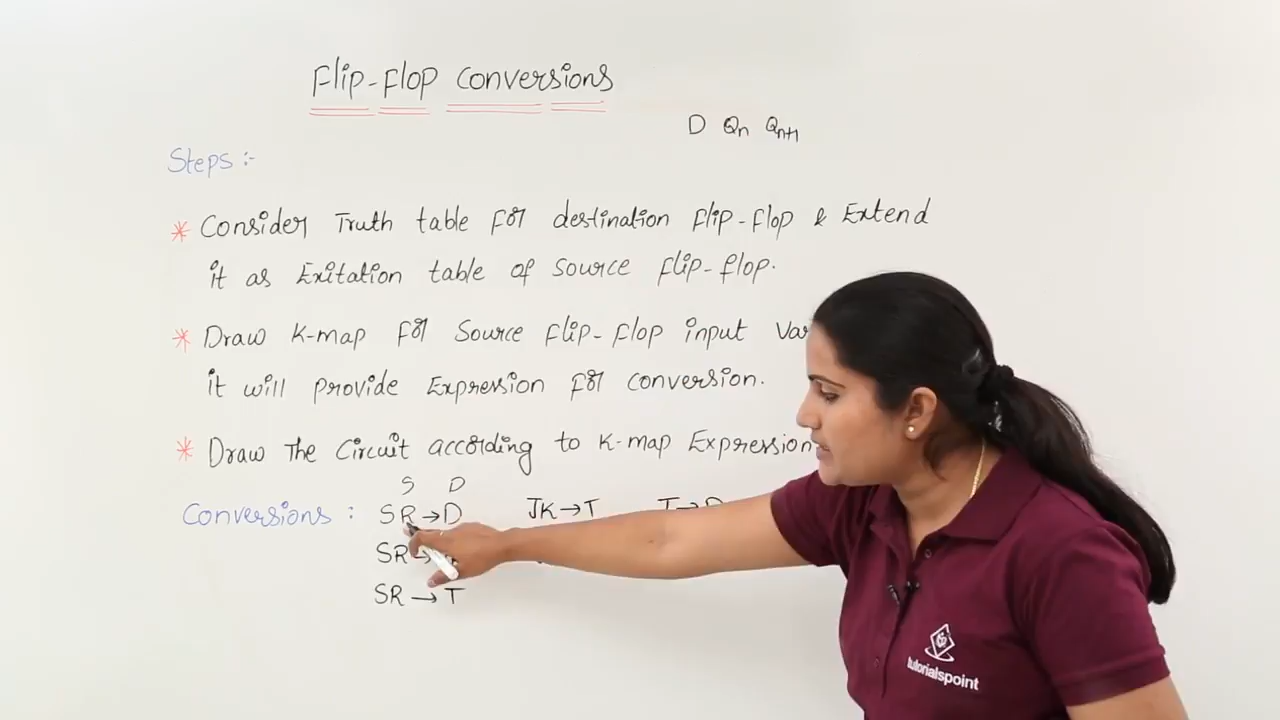 Flip-Flop Conversions
D Qn Qn+1
Steps :-
* Consider Truth table for destination flip-flop & Extend
it as Exitation table of Source flip-flop.
* Draw K-map for Source flip-flop input
it will provide Expression for conversion.
* Draw The Circuit according to K-map Expression
S D
Conversions : SR→D JK→T T→D
SR→
SR→T
tutorialspoint